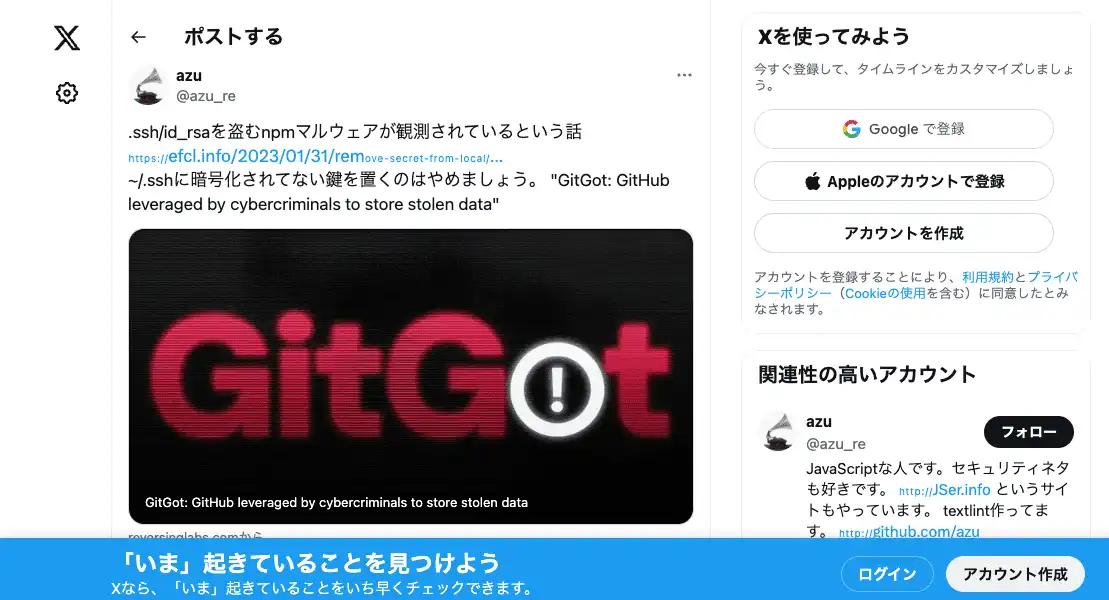 ポストする
azu
@azu_re
.ssh/id_rsaを盗むnpmマルウェアが観測されているという話
https://efcl.info/2023/01/31/remove-secret-from-local/…
~/.sshに暗号化されてない鍵を置くのはやめましょう。 "GitGot: GitHub
leveraged by cybercriminals to store stolen data"
GitGot
GitGot: GitHub leveraged by cybercriminals to store stolen data
reversinglabs.comから
Xを使ってみよう
今すぐ登録して、タイムラインをカスタマイズしましょ
う。
Google で登録
Appleのアカウントで登録
アカウントを作成
アカウントを登録することにより、利用規約とプライバ
シーポリシー（Cookieの使用を含む）に同意したとみ
なされます。
関連性の高いアカウント
azu
@azu_re
フォロー
JavaScriptな人です。セキュリティネタ
も好きです。 http://JSer.info というサイ
トもやっています。 textlint作ってま
す。 http://github.com/azu
「いま」起きていることを見つけよう
Xなら、「いま」起きていることをいち早くチェックできます。
ログイン
アカウント作成